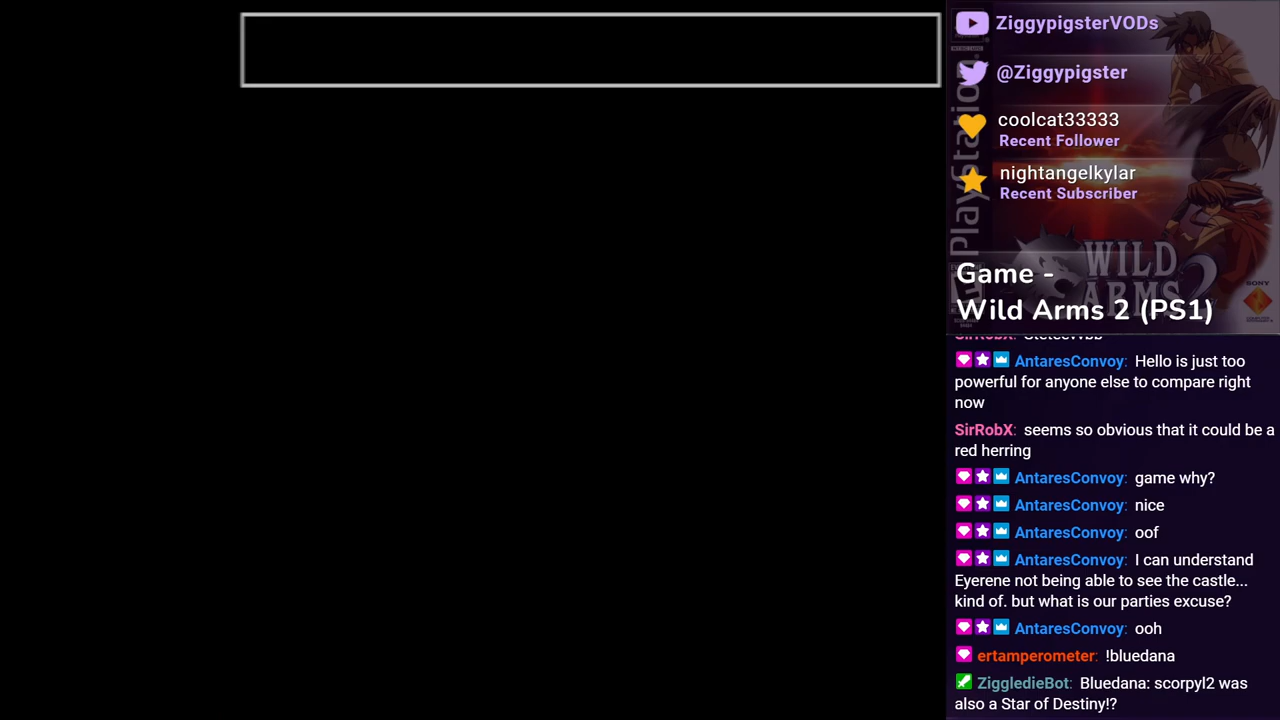 ZiggypigsterVODs
@Ziggypigster
coolcat33333
Recent Follower
nightangelkylar
Recent Subscriber
PlayStation
WILD
ARMS 2
SONY
Game -
Wild Arms 2 (PS1)
AntaresConvoy: Hello is just too
powerful for anyone else to compare right
now
SirRobX: seems so obvious that it could be a
red herring
AntaresConvoy: game why?
AntaresConvoy: nice
AntaresConvoy: oof
AntaresConvoy: I can understand
Eyerene not being able to see the castle...
kind of. but what is our parties excuse?
AntaresConvoy: ooh
ertamperometer: !bluedana
ZiggledieBot: Bluedana: scorpyl2 was
also a Star of Destiny!?